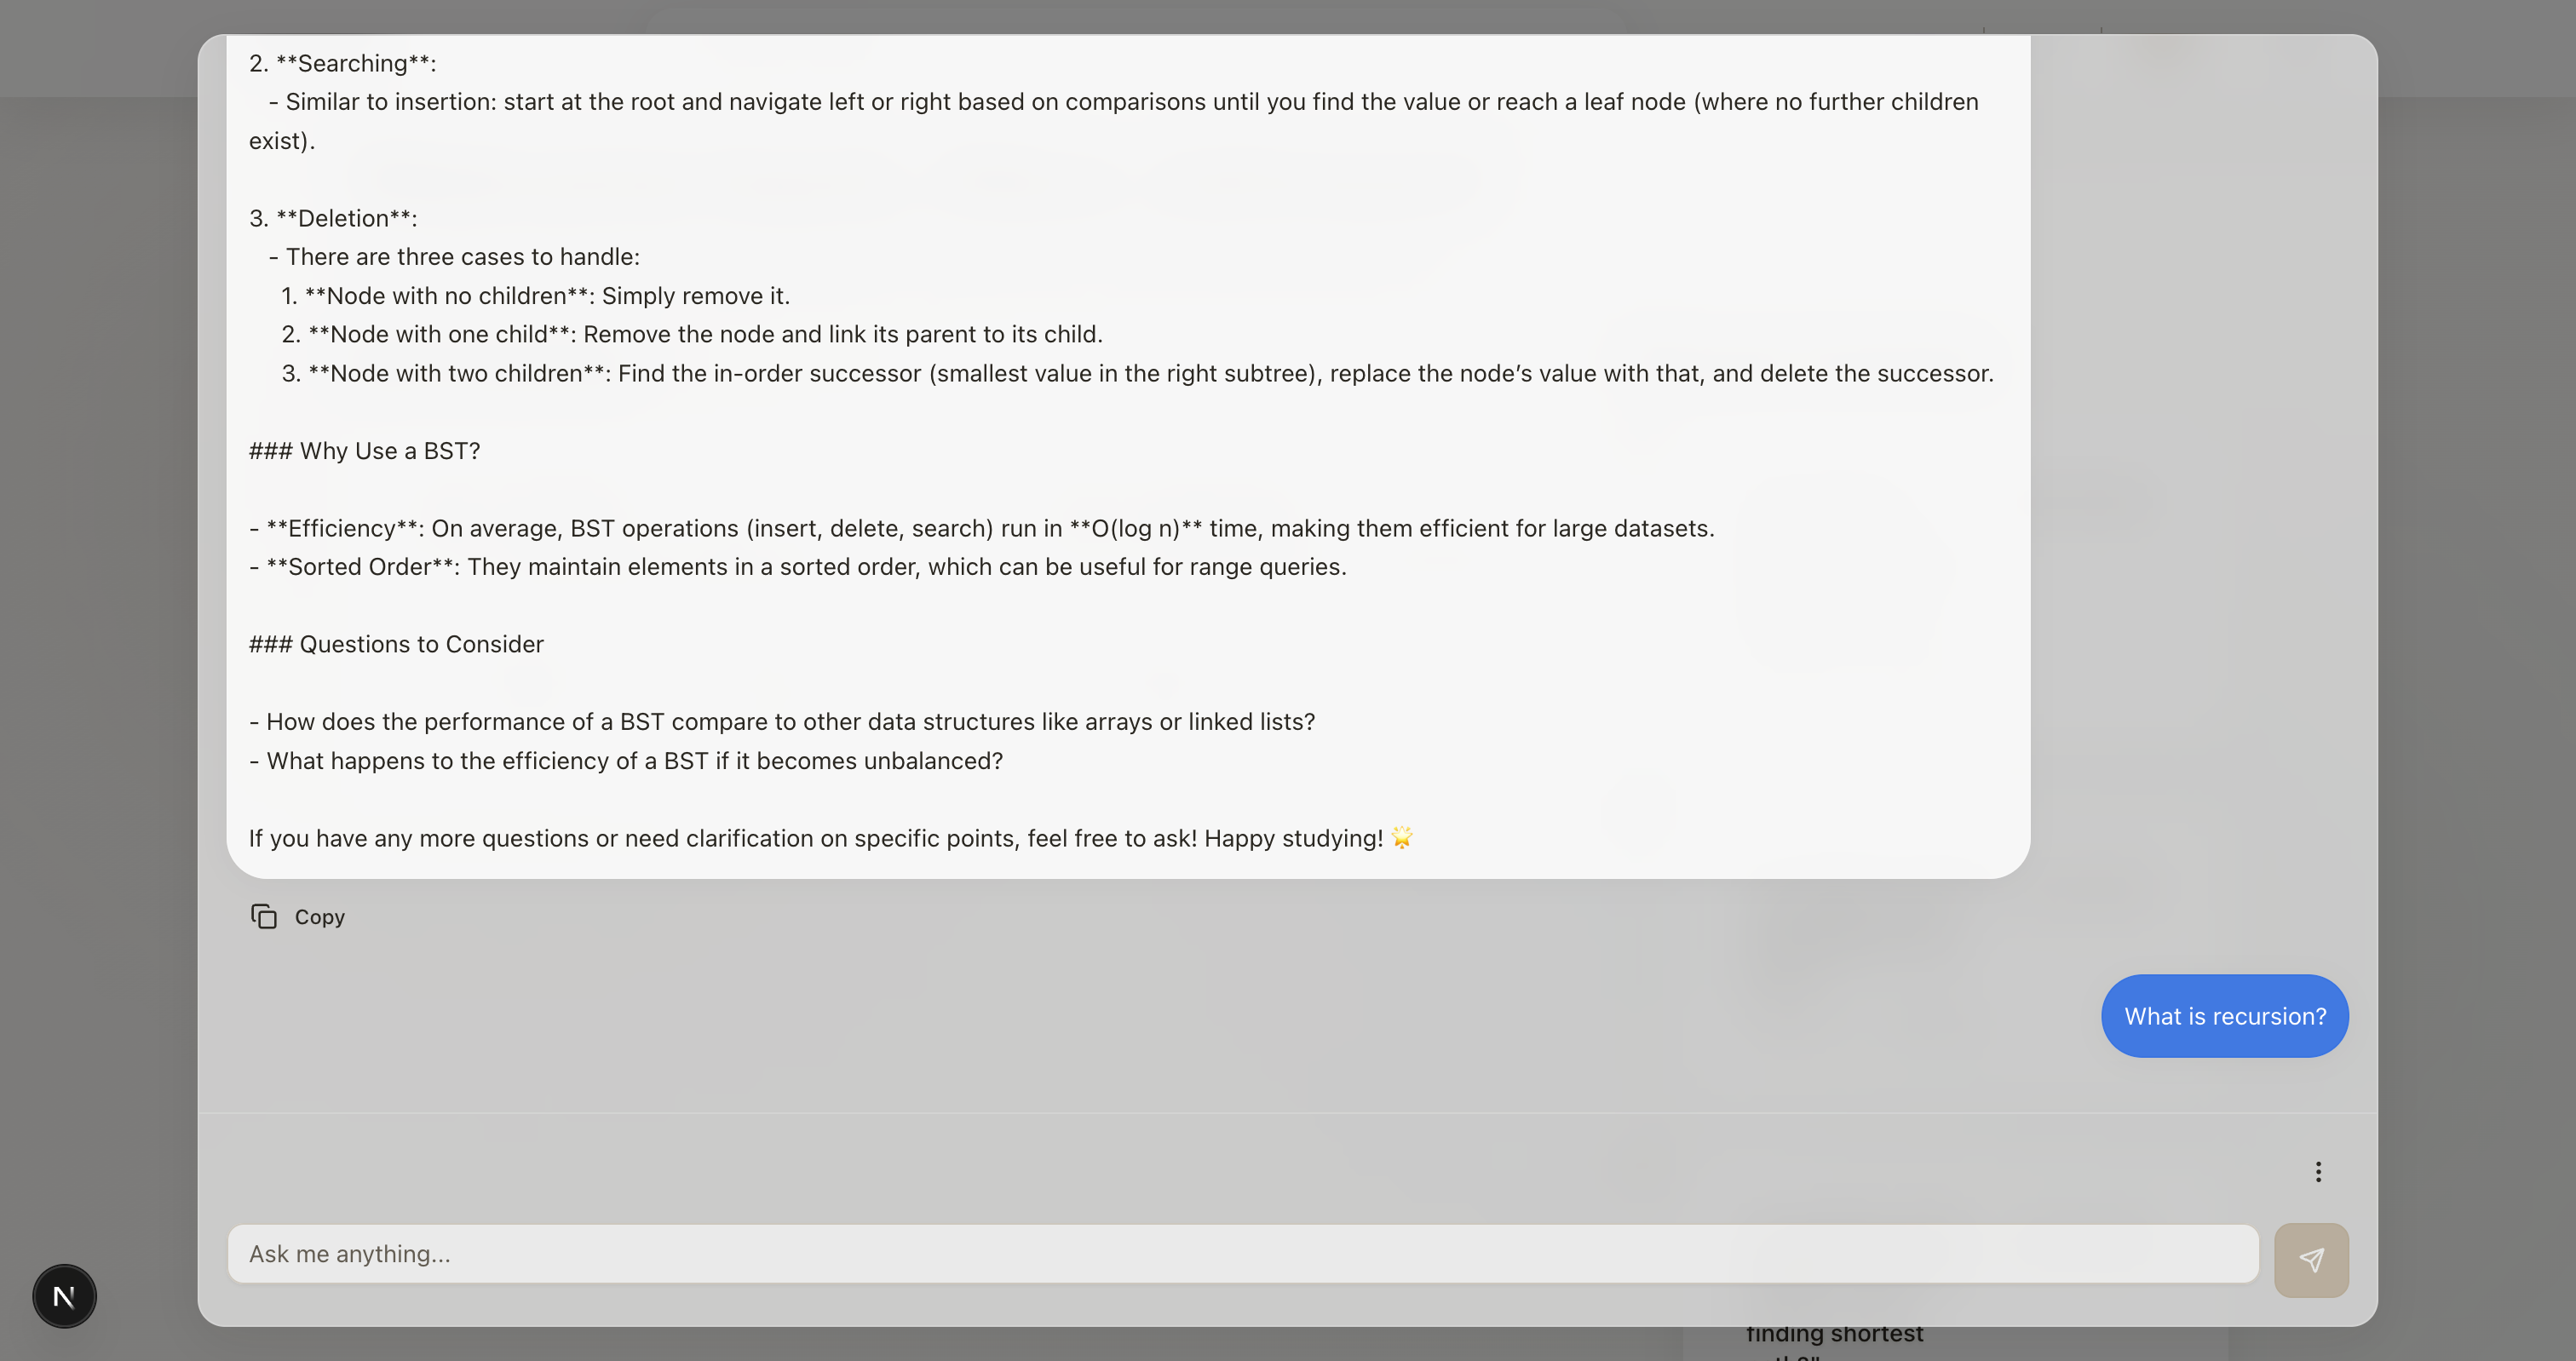 2. **Searching**:
- Similar to insertion: start at the root and navigate left or right based on comparisons until you find the value or reach a leaf node (where no further children
exist).
3. **Deletion**:
- There are three cases to handle:
1. **Node with no children**: Simply remove it.
2. **Node with one child**: Remove the node and link its parent to its child.
3. **Node with two children**: Find the in-order successor (smallest value in the right subtree), replace the node’s value with that, and delete the successor.
### Why Use a BST?
- **Efficiency**: On average, BST operations (insert, delete, search) run in **O(log n)** time, making them efficient for large datasets.
- **Sorted Order**: They maintain elements in a sorted order, which can be useful for range queries.
### Questions to Consider
- How does the performance of a BST compare to other data structures like arrays or linked lists?
- What happens to the efficiency of a BST if it becomes unbalanced?
If you have any more questions or need clarification on specific points, feel free to ask! Happy studying! 🌟
Copy
What is recursion?
Ask me anything...
N
finding shortest